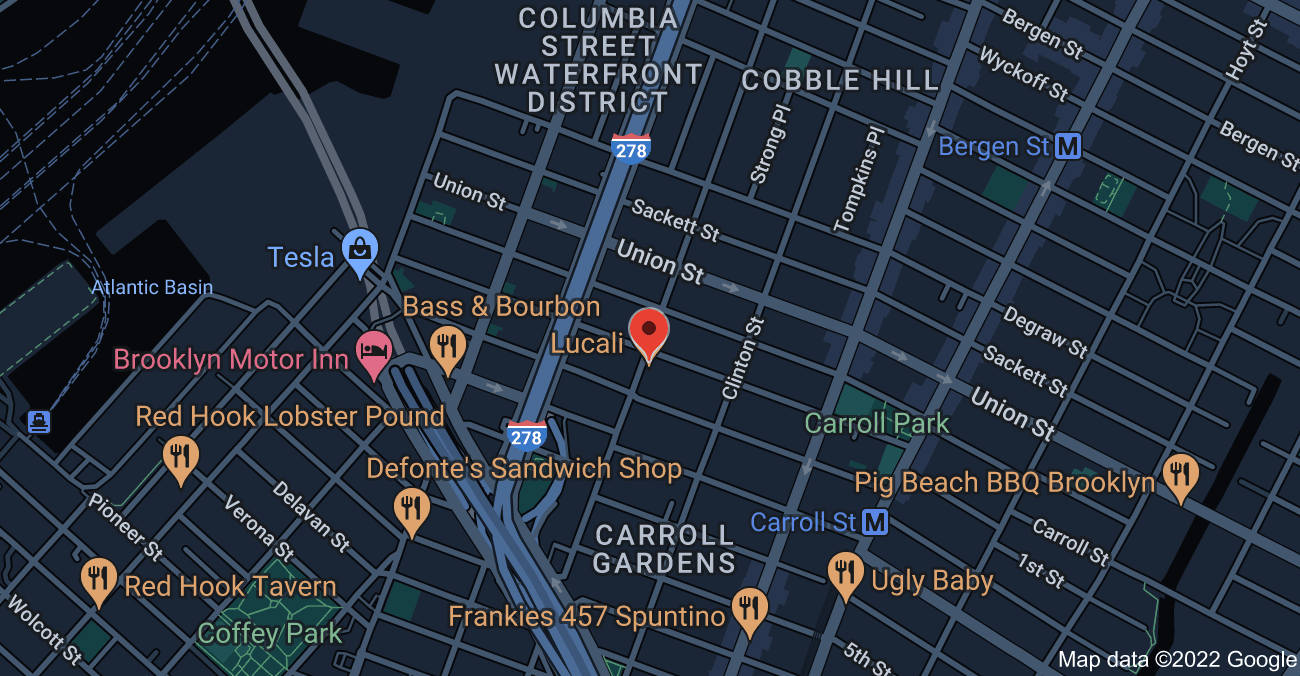 COLUMBIA
STREET
WATERFRONT
DISTRICT
COBBLE HILL
Bergen St
Wyckoff St
Hoyt St
Bergen St
278
Strong Pl
Tompkins Pl
Bergen St M
Union St
Sackett St
Union St
Tesla
Atlantic Basin
Bass & Bourbon
Lucali
Clinton St
Degraw St
Sackett St
Union St
Brooklyn Motor Inn
Red Hook Lobster Pound
278
Carroll Park
Defonte's Sandwich Shop
Pig Beach BBQ Brooklyn
Pioneer St
Verona St
Delavan St
CARROLL
GARDENS
Carroll St M
Carroll St
1st St
Red Hook Tavern
Ugly Baby
Frankies 457 Spuntino
Wolcott St
Coffey Park
5th St
Map data ©2022 Google